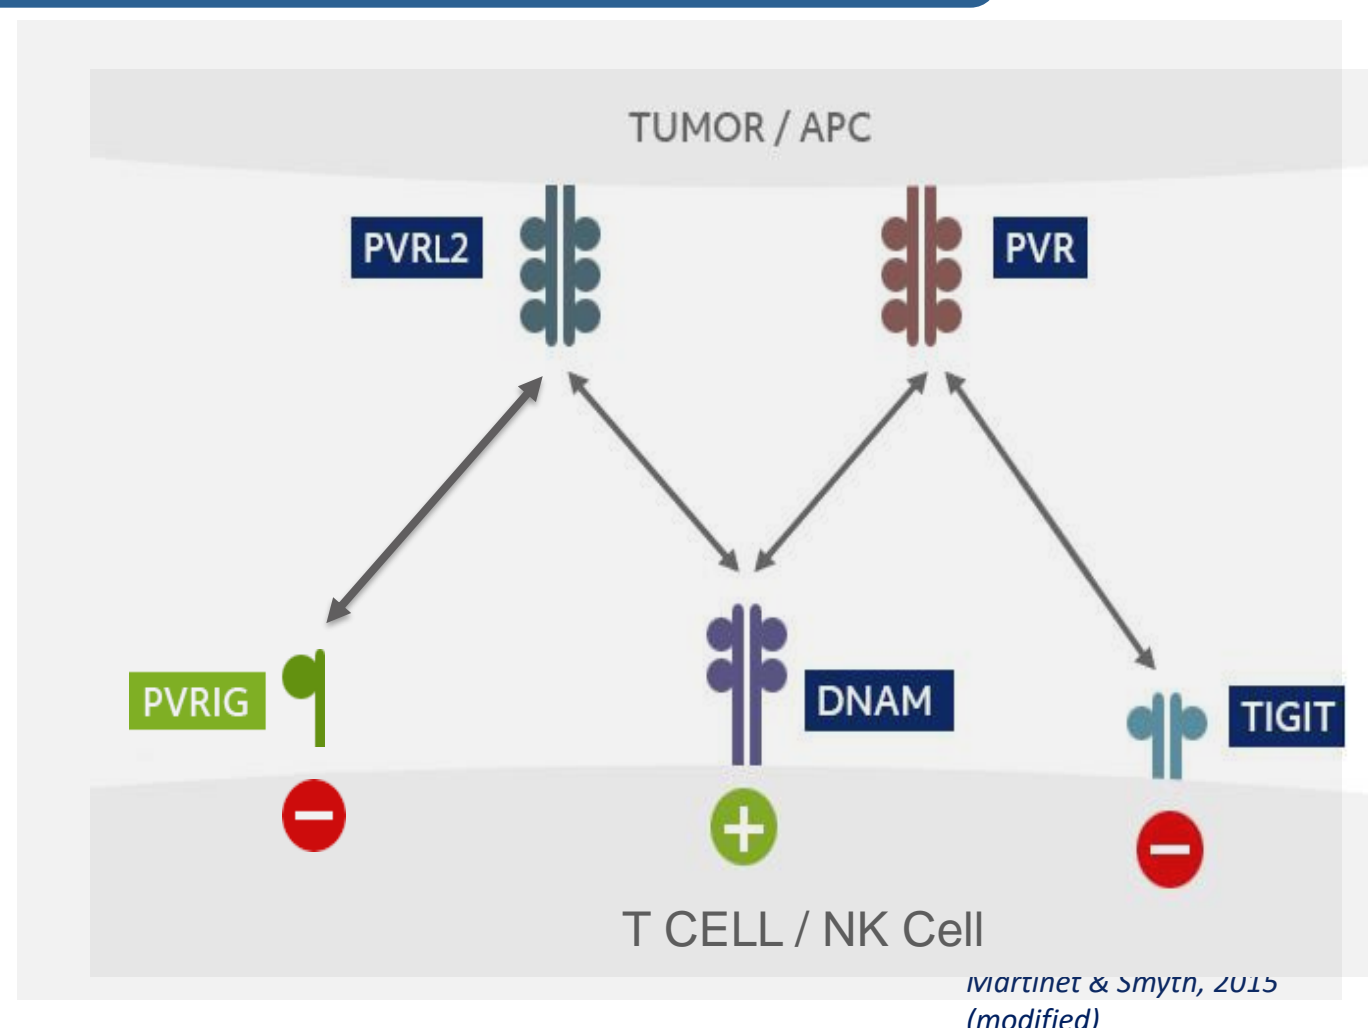 TUMOR / APC
PVRL2
PVR
PVRIG
DNAM
TIGIT
T CELL / NK Cell
Martinet & Smyth, 2015
(modified)